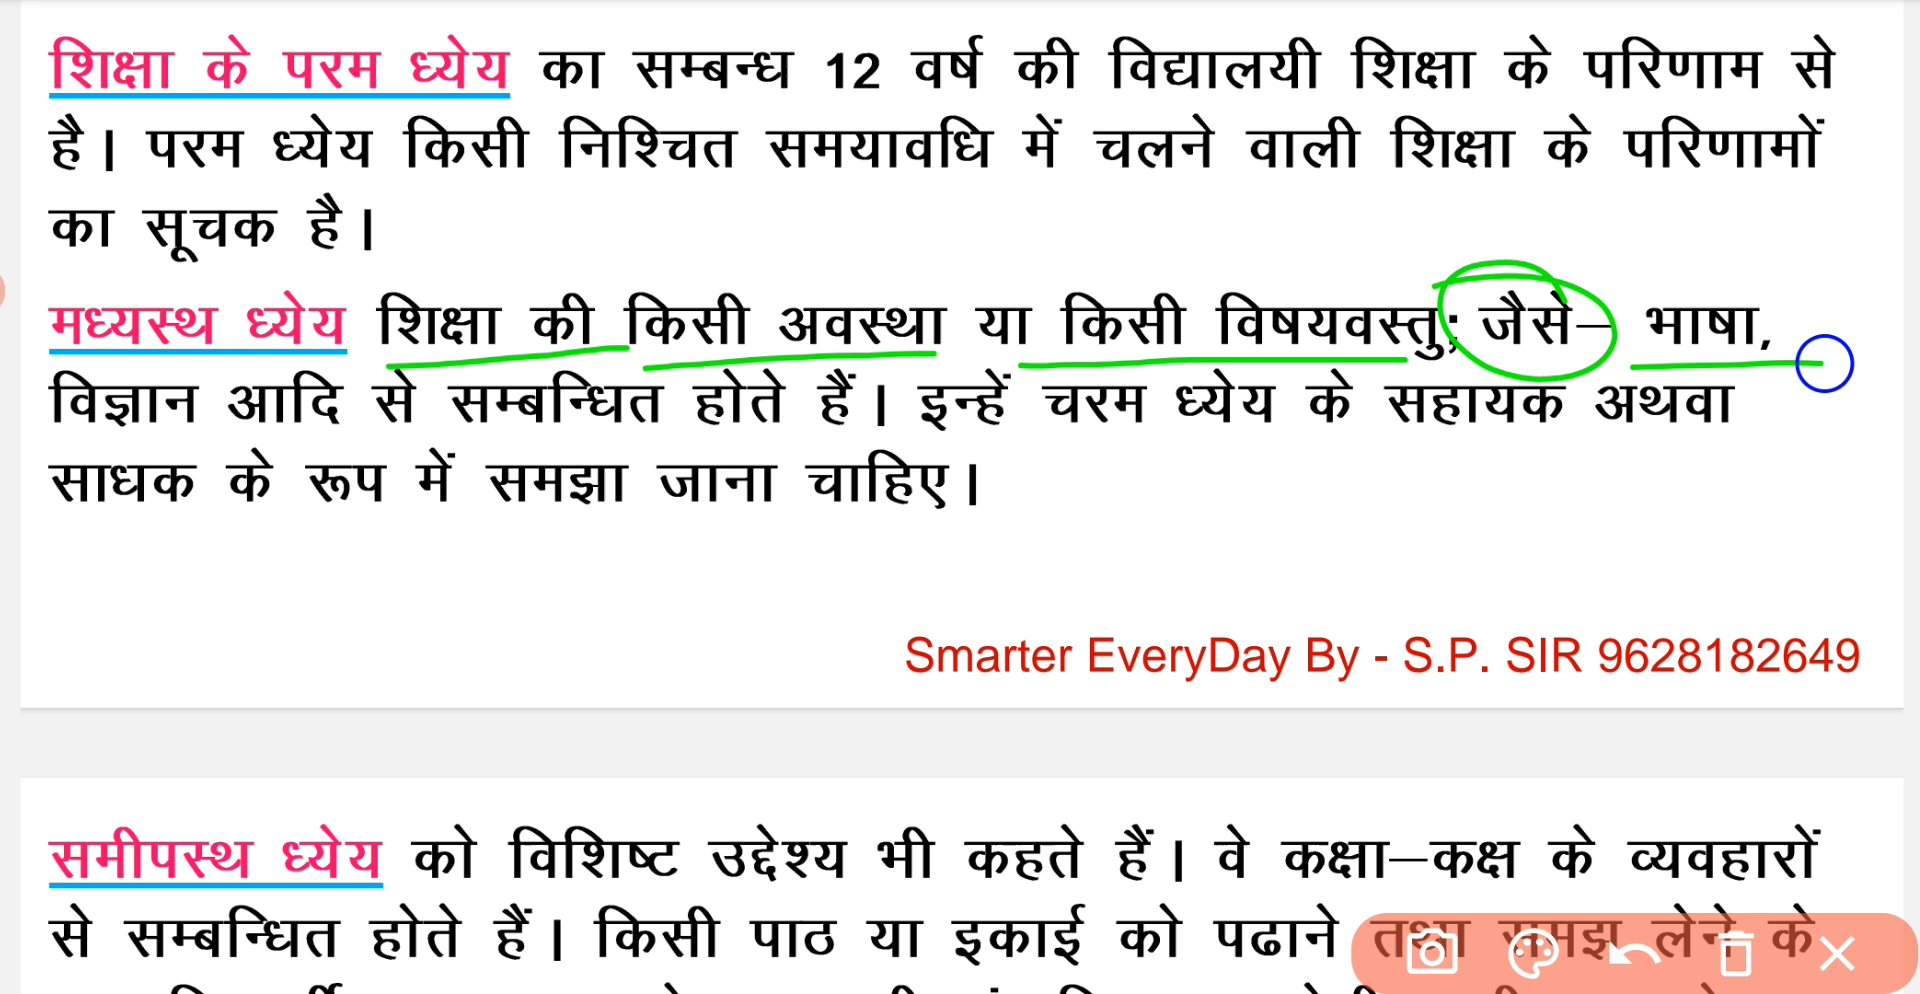 शिक्षा के परम ध्येय का सम्बन्ध 12 वर्ष की विद्यालयी शिक्षा के परिणाम से
है। परम ध्येय किसी निश्चित समयावधि में चलने वाली शिक्षा के परिणामों
का सूचक है।
मध्यस्थ ध्येय शिक्षा की किसी अवस्था या किसी विषयवस्तु; जैसे– भाषा,
विज्ञान आदि से सम्बन्धित होते हैं। इन्हें चरम ध्येय के सहायक अथवा
साधक के रूप में समझा जाना चाहिए।
Smarter EveryDay By - S.P. SIR 9628182649
समीपस्थ ध्येय को विशिष्ट उद्देश्य भी कहते हैं। वे कक्षा–कक्ष के व्यवहारों
से सम्बन्धित होते हैं। किसी पाठ या इकाई को पढाने तथा समझ लेने के